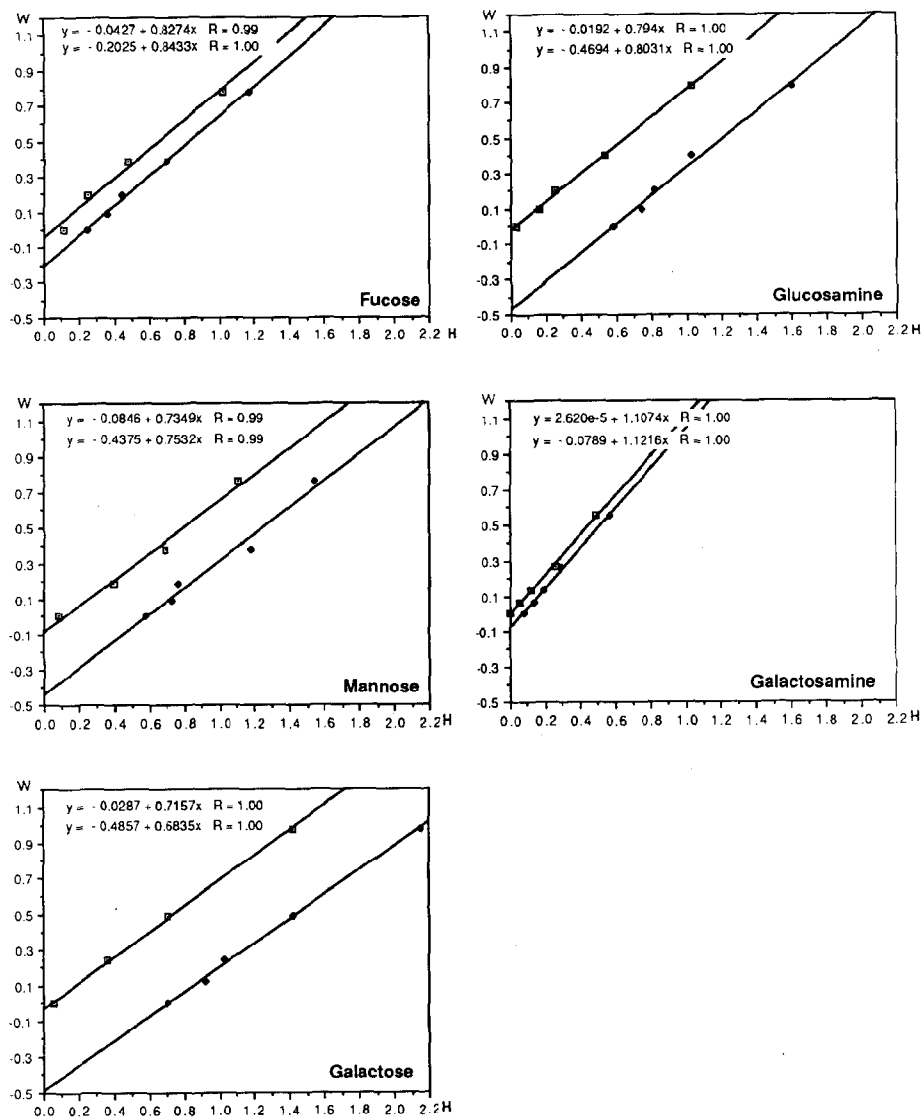 W
y = - 0.0427 + 0.8274x R = 0.99
y = - 0.2025 + 0.8433x R = 1.00
1.1
0.9
0.7
0.5
0.3
0.1
-0.1
-0.3
-0.5
Fucose
0.0 0.2 0.4 0.6 0.8 1.0 1.2 1.4 1.6 1.8 2.0 2.2 H
W
y = - 0.0192 + 0.794x R = 1.00
y = - 0.4694 + 0.8031x R = 1.00
1.1
0.9
0.7
0.5
0.3
0.1
-0.1
-0.3
-0.5
Glucosamine
0.0 0.2 0.4 0.6 0.8 1.0 1.2 1.4 1.6 1.8 2.0 2.2 H
W
y = - 0.0846 + 0.7349x R = 0.99
y = - 0.4375 + 0.7532x R = 0.99
1.1
0.9
0.7
0.5
0.3
0.1
-0.1
-0.3
-0.5
Mannose
0.0 0.2 0.4 0.6 0.8 1.0 1.2 1.4 1.6 1.8 2.0 2.2 H
W
y = 2.620e-5 + 1.1074x R = 1.00
y = - 0.0789 + 1.1216x R = 1.00
1.1
0.9
0.7
0.5
0.3
0.1
-0.1
-0.3
-0.5
Galactosamine
0.0 0.2 0.4 0.6 0.8 1.0 1.2 1.4 1.6 1.8 2.0 2.2 H
W
y = - 0.0287 + 0.7157x R = 1.00
y = - 0.4857 + 0.6835x R = 1.00
1.1
0.9
0.7
0.5
0.3
0.1
-0.1
-0.3
-0.5
Galactose
0.0 0.2 0.4 0.6 0.8 1.0 1.2 1.4 1.6 1.8 2.0 2.2 H